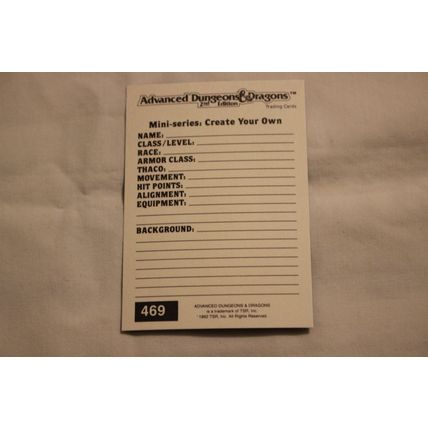 Advanced Dungeons & Dragons™
2nd Edition
Trading Cards
Mini-series: Create Your Own
NAME:
CLASS/LEVEL:
RACE:
ARMOR CLASS:
THACO:
MOVEMENT:
HIT POINTS:
ALIGNMENT:
EQUIPMENT:
BACKGROUND:
469
ADVANCED DUNGEONS & DRAGONS
is a trademark of TSR, Inc.
©1992 TSR, Inc. All Rights Reserved.